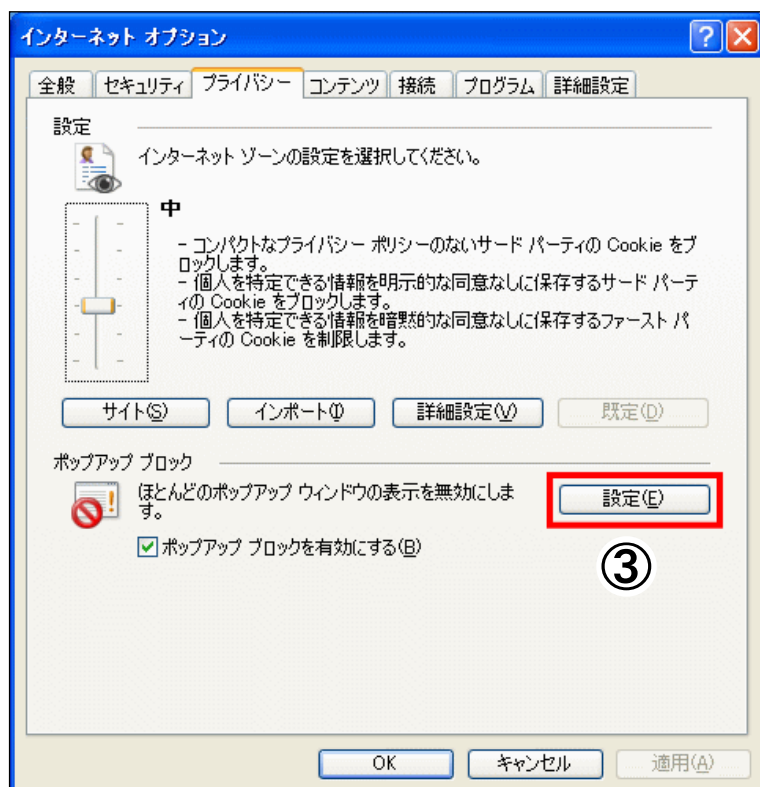 インターネット オプション
全般 セキュリティ プライバシー コンテンツ 接続 プログラム 詳細設定
設定
インターネット ゾーンの設定を選択してください。
中
- コンパクトなプライバシー ポリシーのないサード パーティの Cookie をブ
ロックします。
- 個人を特定できる情報を明示的な同意なしに保存するサード パーテ
ィの Cookie をブロックします。
- 個人を特定できる情報を暗黙的な同意なしに保存するファースト パ
ーティの Cookie を制限します。
サイト(S) インポート(I) 詳細設定(V) 既定(D)
ポップアップ ブロック
ほとんどのポップアップ ウィンドウの表示を無効にしま
す。
設定(E)
ポップアップ ブロックを有効にする(B)
③
OK キャンセル 適用(A)